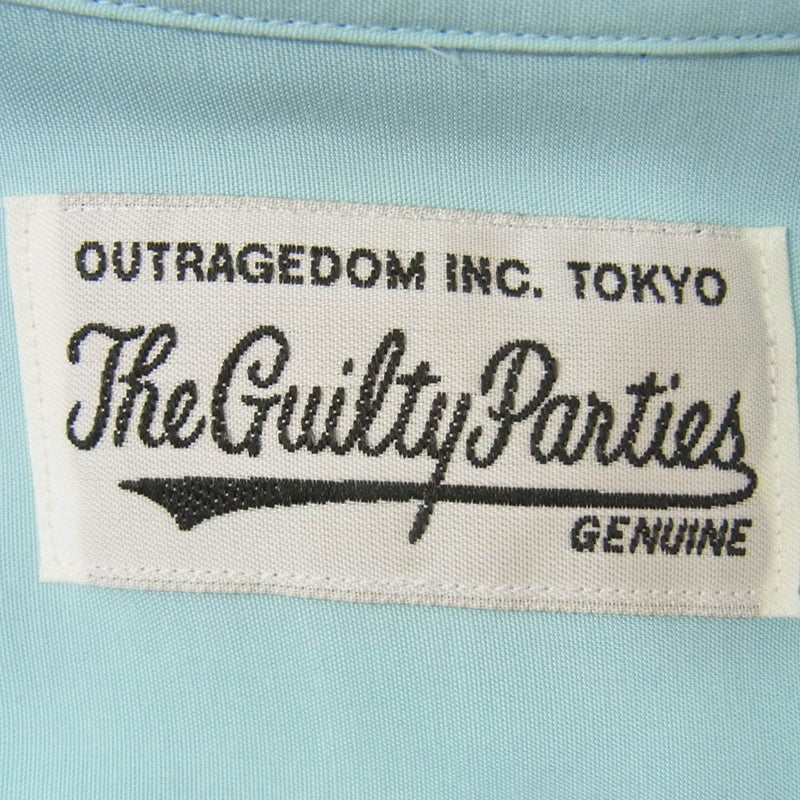 OUTRAGEDOM INC. TOKYO
The Guilty Parties
GENUINE